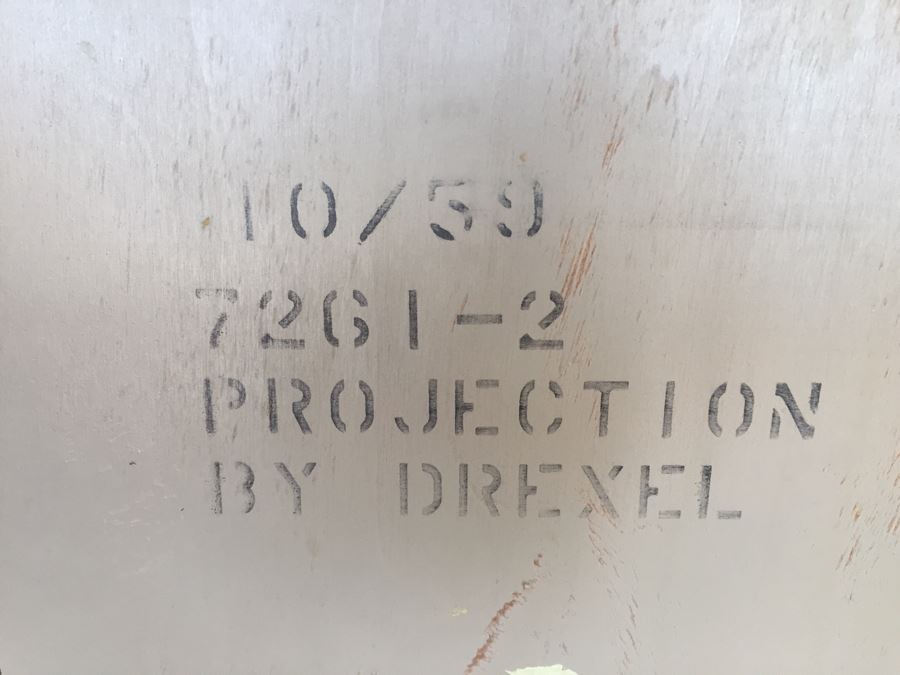 10/59
7261-2
PROJECTION
BY DREXEL